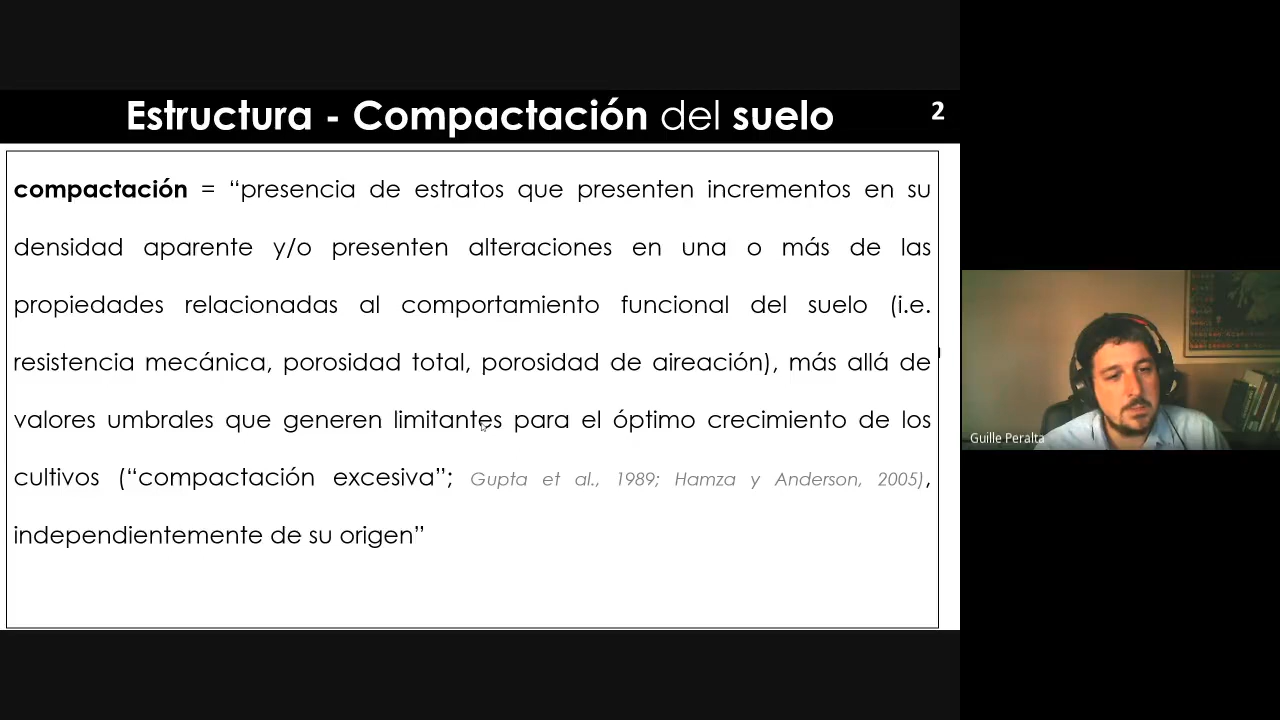 Estructura - Compactación del suelo
2
compactación = “presencia de estratos que presenten incrementos en su
densidad aparente y/o presenten alteraciones en una o más de las
propiedades relacionadas al comportamiento funcional del suelo (i.e.
resistencia mecánica, porosidad total, porosidad de aireación), más allá de
valores umbrales que generen limitantes para el óptimo crecimiento de los
cultivos (“compactación excesiva”; Gupta et al., 1989; Hamza y Anderson, 2005),
independientemente de su origen”
Guille Peralta